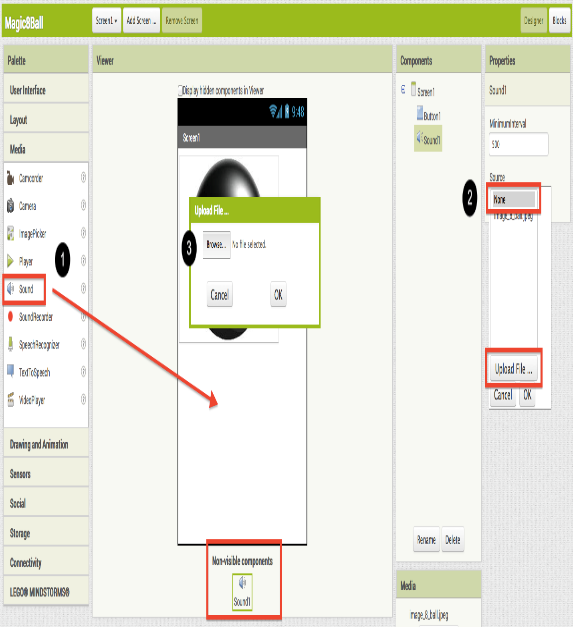 Magic8Ball
Screen1 ▾
Add Screen ...
Remove Screen
Designer
Blocks
Palette
User Interface
Layout
Media
Camcorder
Camera
ImagePicker
Player
1
Sound
SoundRecorder
SpeechRecognizer
TextToSpeech
VideoPlayer
Drawing and Animation
Sensors
Social
Storage
Connectivity
LEGO® MINDSTORMS®
Viewer
Display hidden components in Viewer
9:48
Screen1
Upload File ...
3
Browse... No file selected.
Cancel
OK
Non-visible components
Sound1
Components
Screen1
Button1
Sound1
Rename
Delete
Media
image_8_ball.jpeg
Properties
Sound1
MinimumInterval
500
Source
2
None
image_8_ball.jpeg
Upload File ...
Cancel
OK